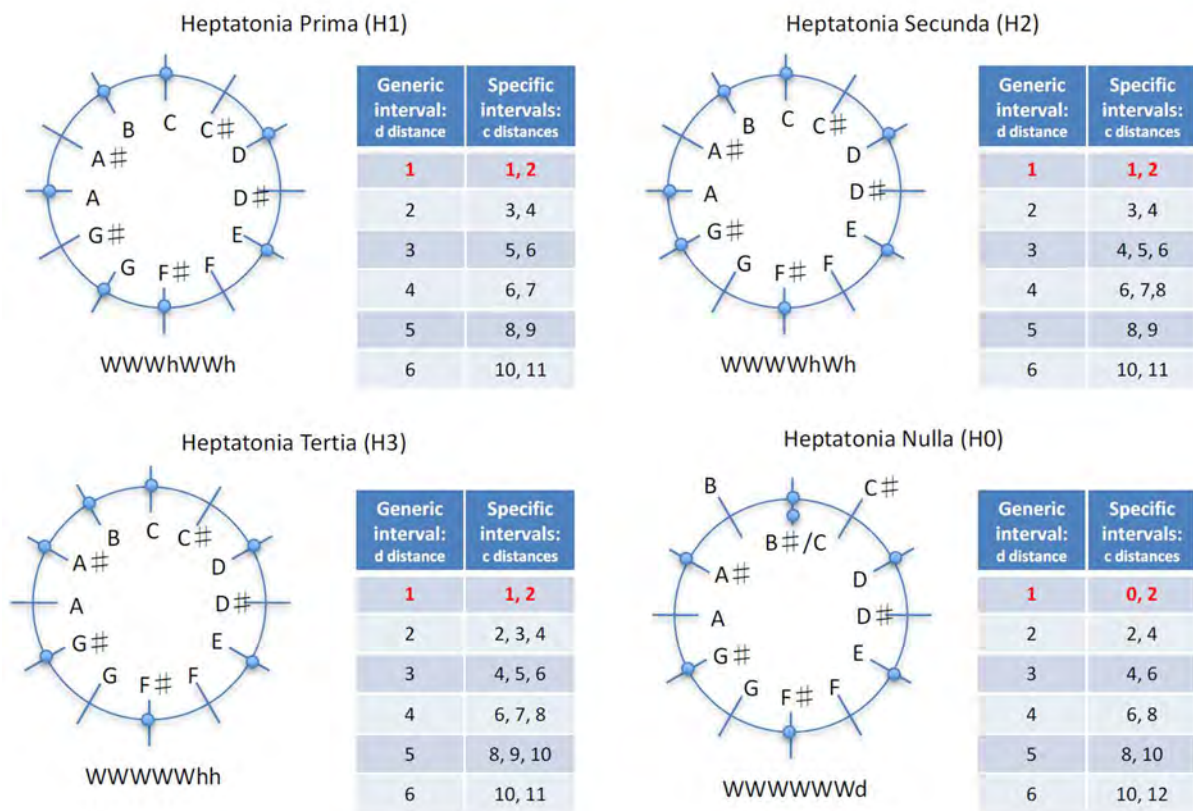 Heptatonia Prima (H1)
C
C♯
D
D♯
E
F
F♯
G
G♯
A
A♯
B
WWWhWWh
Generic interval: d distance | Specific intervals: c distances
1 | 1, 2
2 | 3, 4
3 | 5, 6
4 | 6, 7
5 | 8, 9
6 | 10, 11
Heptatonia Secunda (H2)
C
C♯
D
D♯
E
F
F♯
G
G♯
A
A♯
B
WWWWhWh
Generic interval: d distance | Specific intervals: c distances
1 | 1, 2
2 | 3, 4
3 | 4, 5, 6
4 | 6, 7,8
5 | 8, 9
6 | 10, 11
Heptatonia Tertia (H3)
C
C♯
D
D♯
E
F
F♯
G
G♯
A
A♯
B
WWWWWhh
Generic interval: d distance | Specific intervals: c distances
1 | 1, 2
2 | 2, 3, 4
3 | 4, 5, 6
4 | 6, 7, 8
5 | 8, 9, 10
6 | 10, 11
Heptatonia Nulla (H0)
B♯/C
C♯
D
D♯
E
F
F♯
G
G♯
A
A♯
B
WWWWWWd
Generic interval: d distance | Specific intervals: c distances
1 | 0, 2
2 | 2, 4
3 | 4, 6
4 | 6, 8
5 | 8, 10
6 | 10, 12